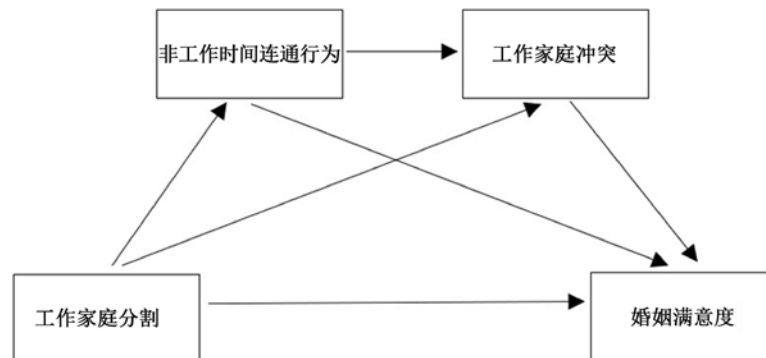 非工作时间连通行为
工作家庭冲突
工作家庭分割
婚姻满意度